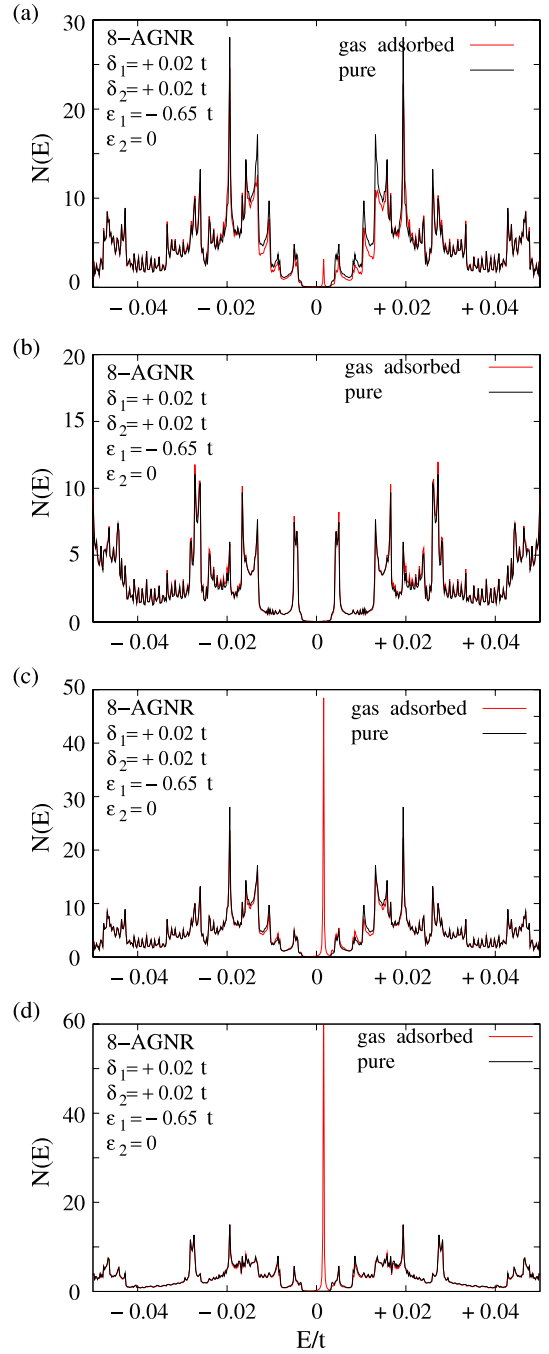 (a)
30
20
10
0
N(E)
8−AGNR
δ1=+0.02 t
δ2=+0.02 t
ε1=−0.65 t
ε2=0
gas adsorbed
pure
−0.04
−0.02
0
+0.02
+0.04
(b)
20
15
10
5
0
N(E)
8−AGNR
δ1=+0.02 t
δ2=+0.02 t
ε1=−0.65 t
ε2=0
gas adsorbed
pure
−0.04
−0.02
0
+0.02
+0.04
(c)
50
40
30
20
10
0
N(E)
8−AGNR
δ1=+0.02 t
δ2=+0.02 t
ε1=−0.65 t
ε2=0
gas adsorbed
pure
−0.04
−0.02
0
+0.02
+0.04
(d)
60
40
20
0
N(E)
8−AGNR
δ1=+0.02 t
δ2=+0.02 t
ε1=−0.65 t
ε2=0
gas adsorbed
pure
−0.04
−0.02
0
+0.02
+0.04
E/t